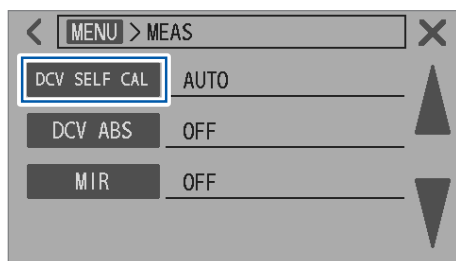 MENU > MEAS
DCV SELF CAL AUTO
DCV ABS OFF
MIR OFF